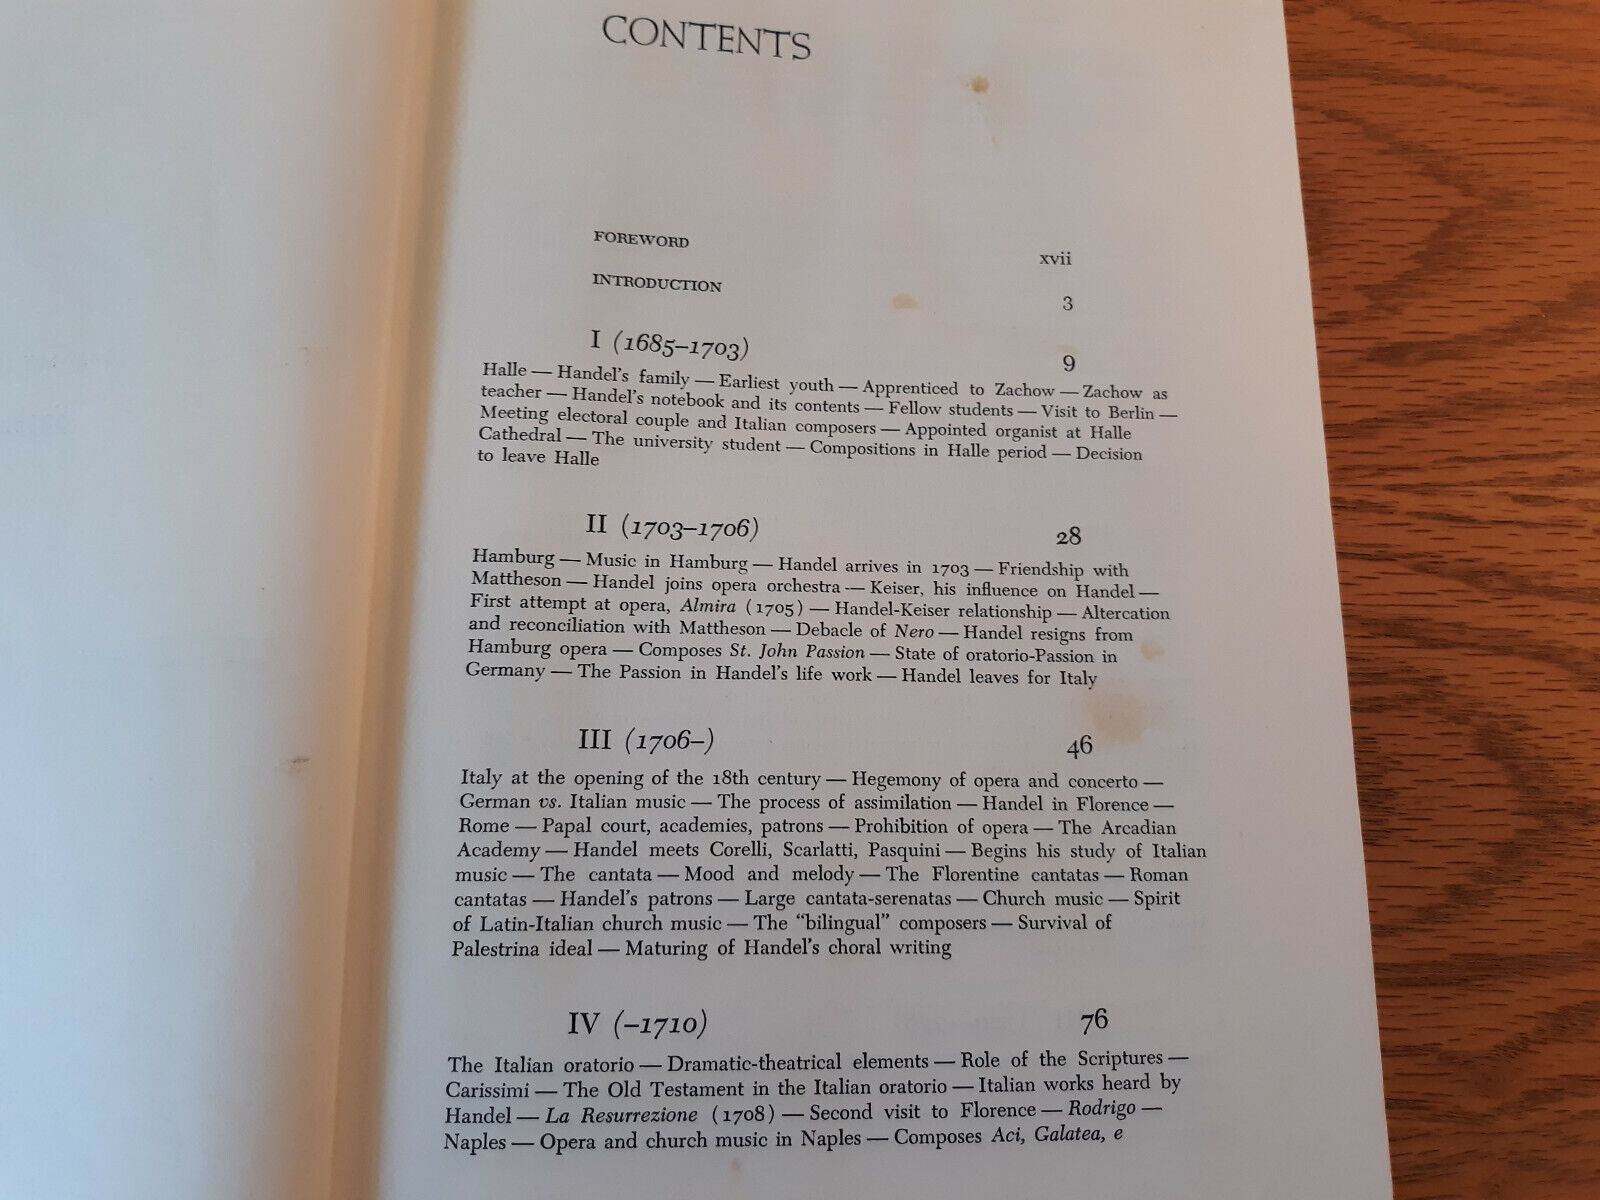 CONTENTS
FOREWORD xvii
INTRODUCTION 3
I (1685–1703) 9
Halle — Handel's family — Earliest youth — Apprenticed to Zachow — Zachow as
teacher — Handel's notebook and its contents — Fellow students — Visit to Berlin —
Meeting electoral couple and Italian composers — Appointed organist at Halle
Cathedral — The university student — Compositions in Halle period — Decision
to leave Halle
II (1703–1706) 28
Hamburg — Music in Hamburg — Handel arrives in 1703 — Friendship with
Mattheson — Handel joins opera orchestra — Keiser, his influence on Handel —
First attempt at opera, Almira (1705) — Handel-Keiser relationship — Altercation
and reconciliation with Mattheson — Debacle of Nero — Handel resigns from
Hamburg opera — Composes St. John Passion — State of oratorio-Passion in
Germany — The Passion in Handel's life work — Handel leaves for Italy
III (1706–) 46
Italy at the opening of the 18th century — Hegemony of opera and concerto —
German vs. Italian music — The process of assimilation — Handel in Florence —
Rome — Papal court, academies, patrons — Prohibition of opera — The Arcadian
Academy — Handel meets Corelli, Scarlatti, Pasquini — Begins his study of Italian
music — The cantata — Mood and melody — The Florentine cantatas — Roman
cantatas — Handel's patrons — Large cantata-serenatas — Church music — Spirit
of Latin-Italian church music — The "bilingual" composers — Survival of
Palestrina ideal — Maturing of Handel's choral writing
IV (–1710) 76
The Italian oratorio — Dramatic-theatrical elements — Role of the Scriptures —
Carissimi — The Old Testament in the Italian oratorio — Italian works heard by
Handel — La Resurrezione (1708) — Second visit to Florence — Rodrigo —
Naples — Opera and church music in Naples — Composes Aci, Galatea, e